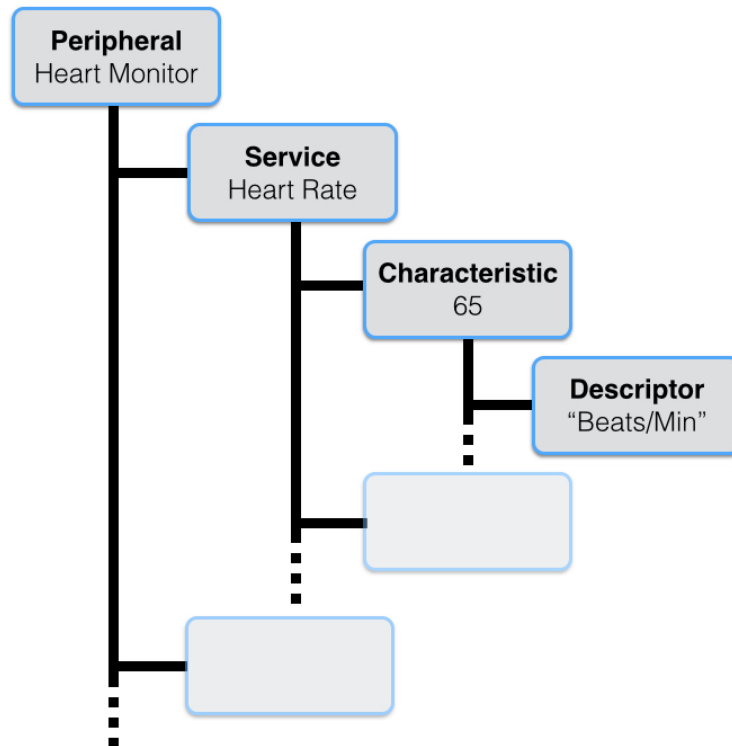 Peripheral
Heart Monitor
Service
Heart Rate
Characteristic
65
Descriptor
“Beats/Min”